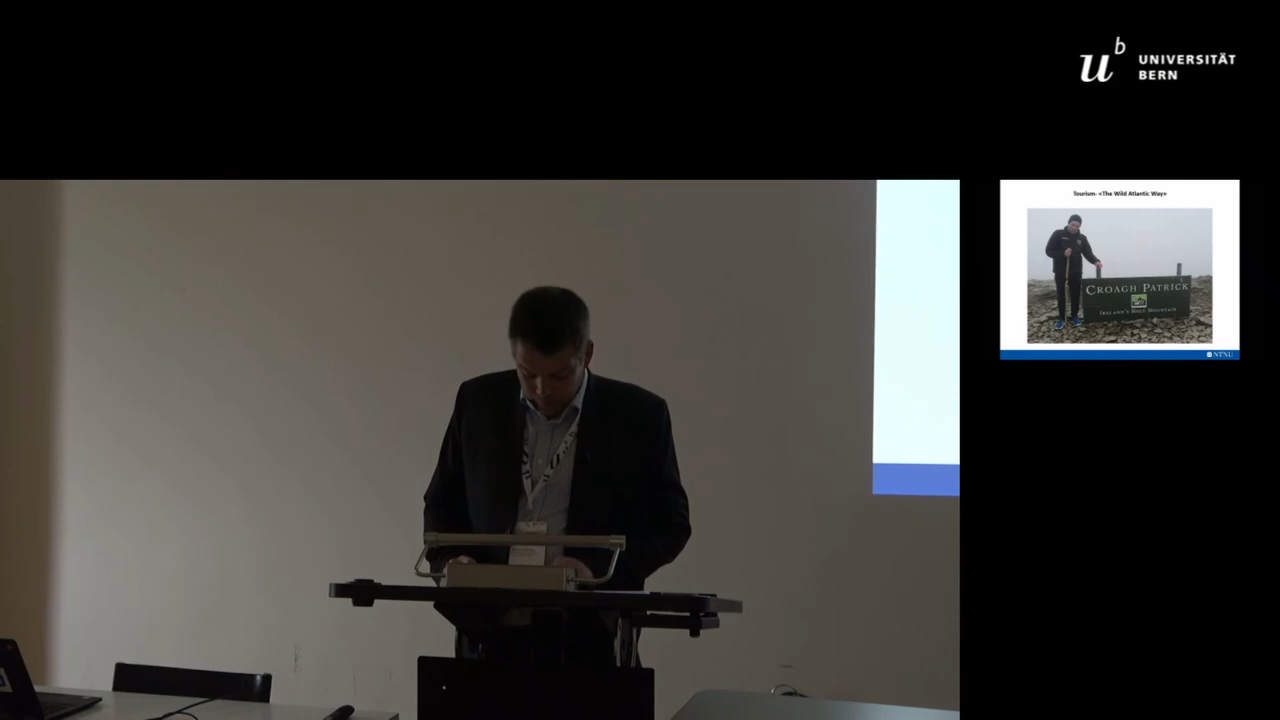 u^b
UNIVERSITÄT
BERN
Tourism- «The Wild Atlantic Way»
CROAGH PATRICK
IRELAND'S HOLY MOUNTAIN
NTNU